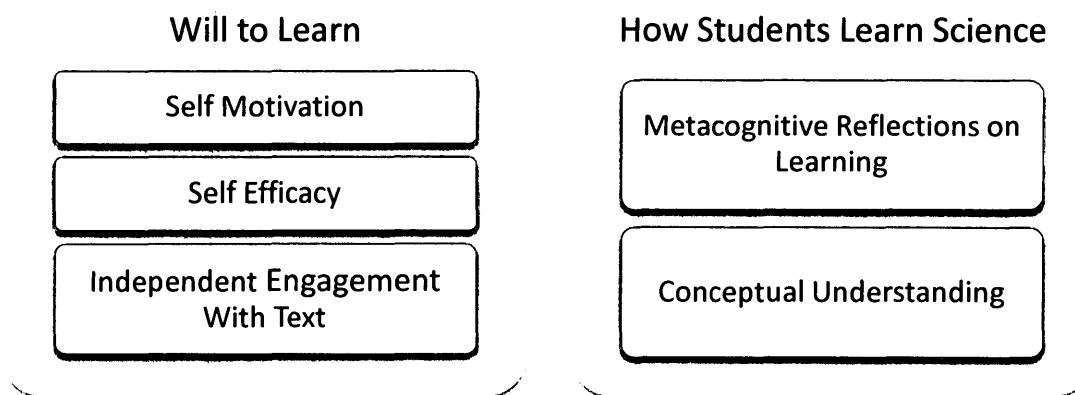 Will to Learn
Self Motivation
Self Efficacy
Independent Engagement
With Text
How Students Learn Science
Metacognitive Reflections on
Learning
Conceptual Understanding